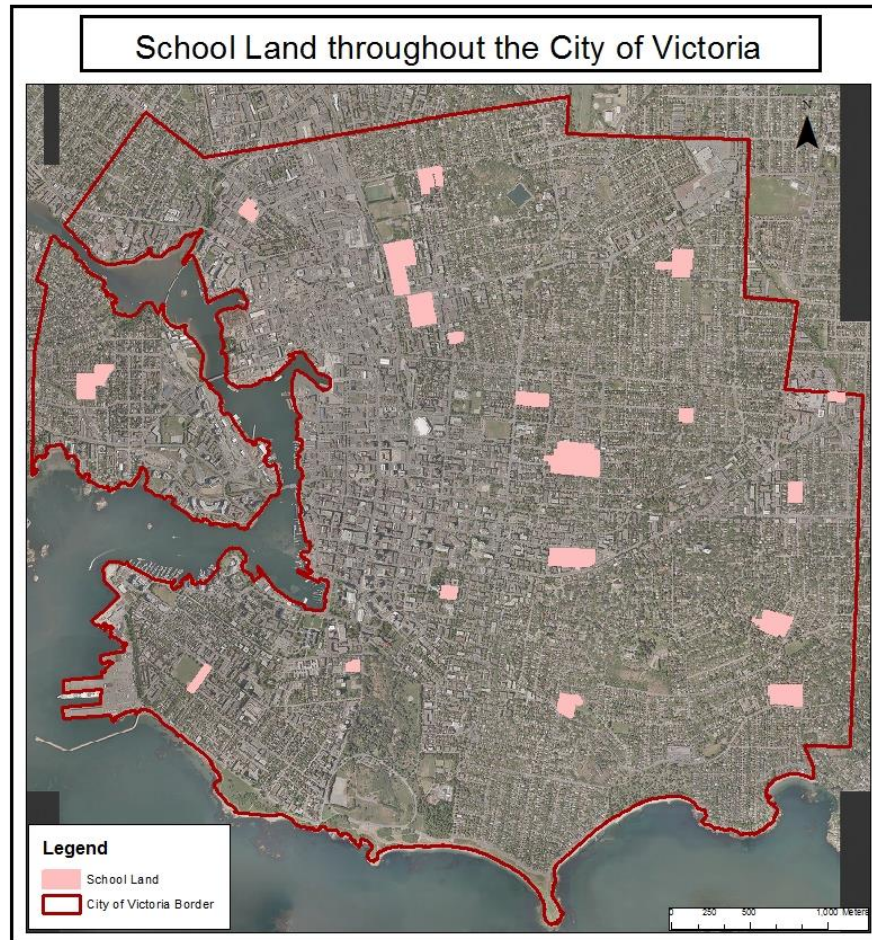 School Land throughout the City of Victoria
N
Legend
School Land
City of Victoria Border
0 250 500 1,000 Meters